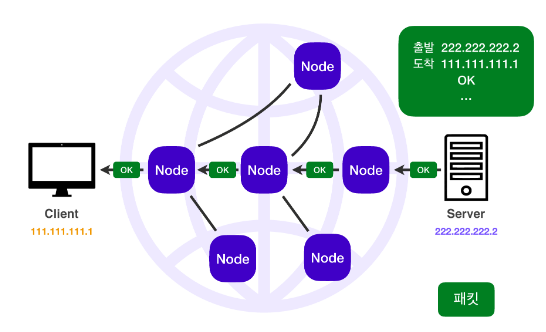 출발 222.222.222.2
도착 111.111.111.1
OK
...
Node
OK
Node
OK
Node
OK
Node
OK
Client
111.111.111.1
Server
222.222.222.2
Node
Node
패킷